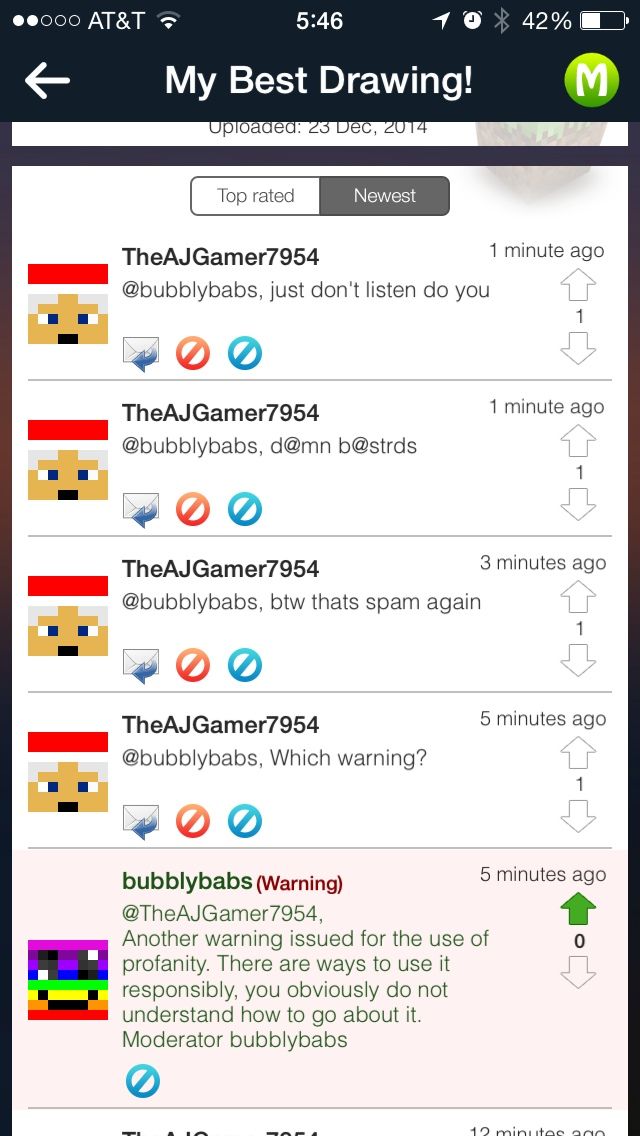 AT&T 5:46 42%
My Best Drawing! M
Uploaded: 23 Dec, 2014
Top rated Newest
TheAJGamer7954 1 minute ago
@bubblybabs, just don't listen do you
1
TheAJGamer7954 1 minute ago
@bubblybabs, d@mn b@strds
1
TheAJGamer7954 3 minutes ago
@bubblybabs, btw thats spam again
1
TheAJGamer7954 5 minutes ago
@bubblybabs, Which warning?
1
bubblybabs (Warning) 5 minutes ago
@TheAJGamer7954,
Another warning issued for the use of
0
profanity. There are ways to use it
responsibly, you obviously do not
understand how to go about it.
Moderator bubblybabs
TheAJGamer7954 12 minutes ago